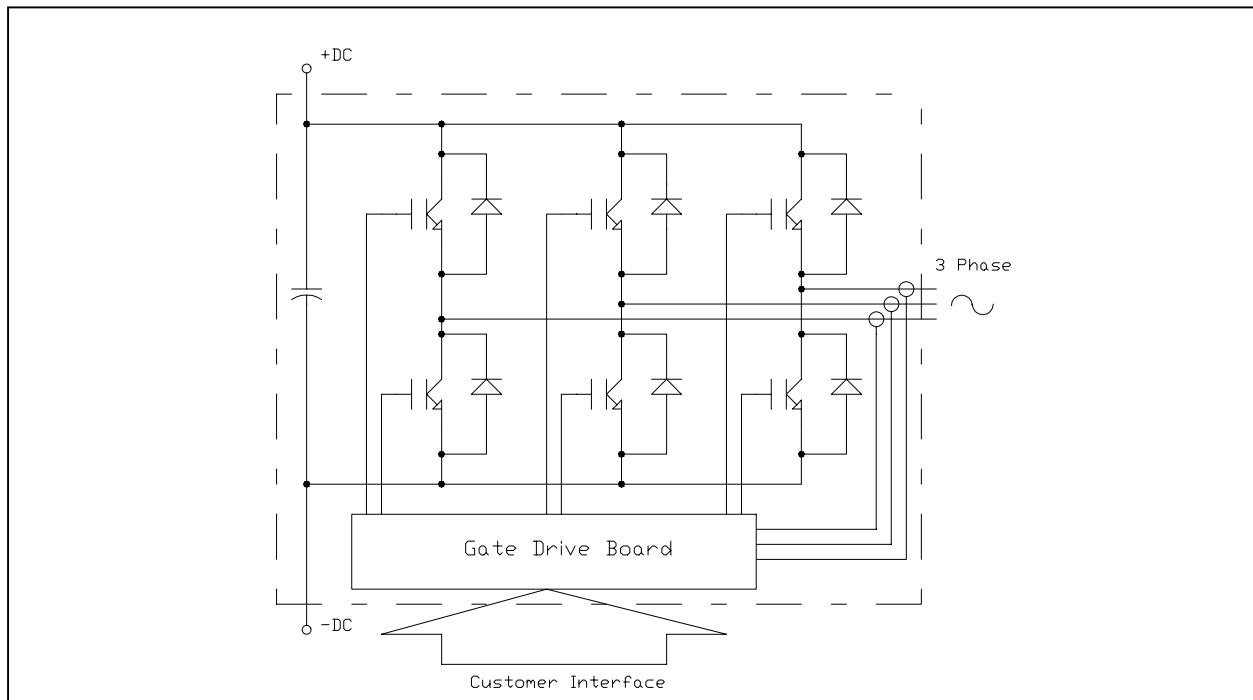 +DC
3 Phase
Gate Drive Board
-DC
Customer Interface